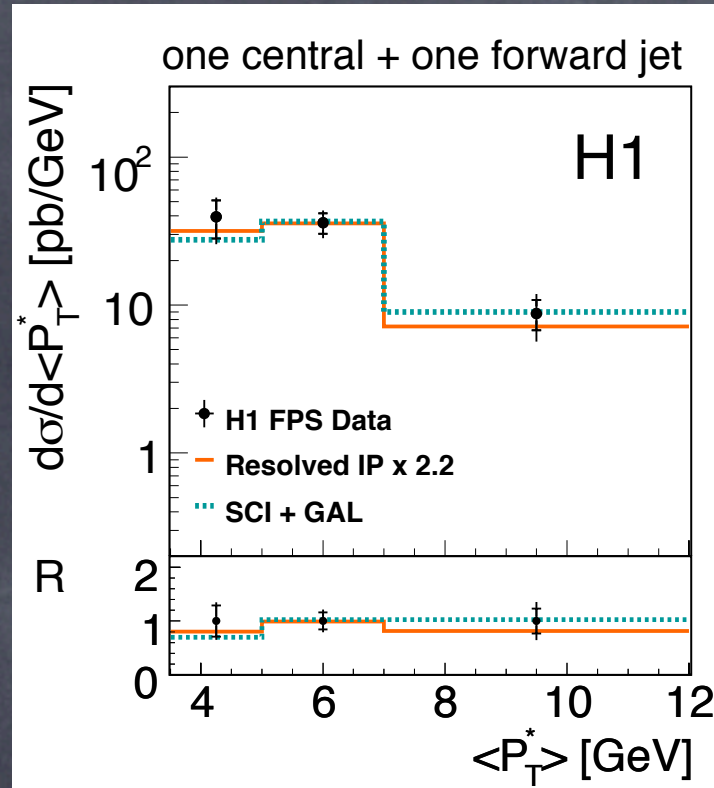 one central + one forward jet
H1
dσ/d<P*T> [pb/GeV]
10²
10
1
H1 FPS Data
Resolved IP x 2.2
SCI + GAL
R
2
1
0
4 6 8 10 12
<P*T> [GeV]